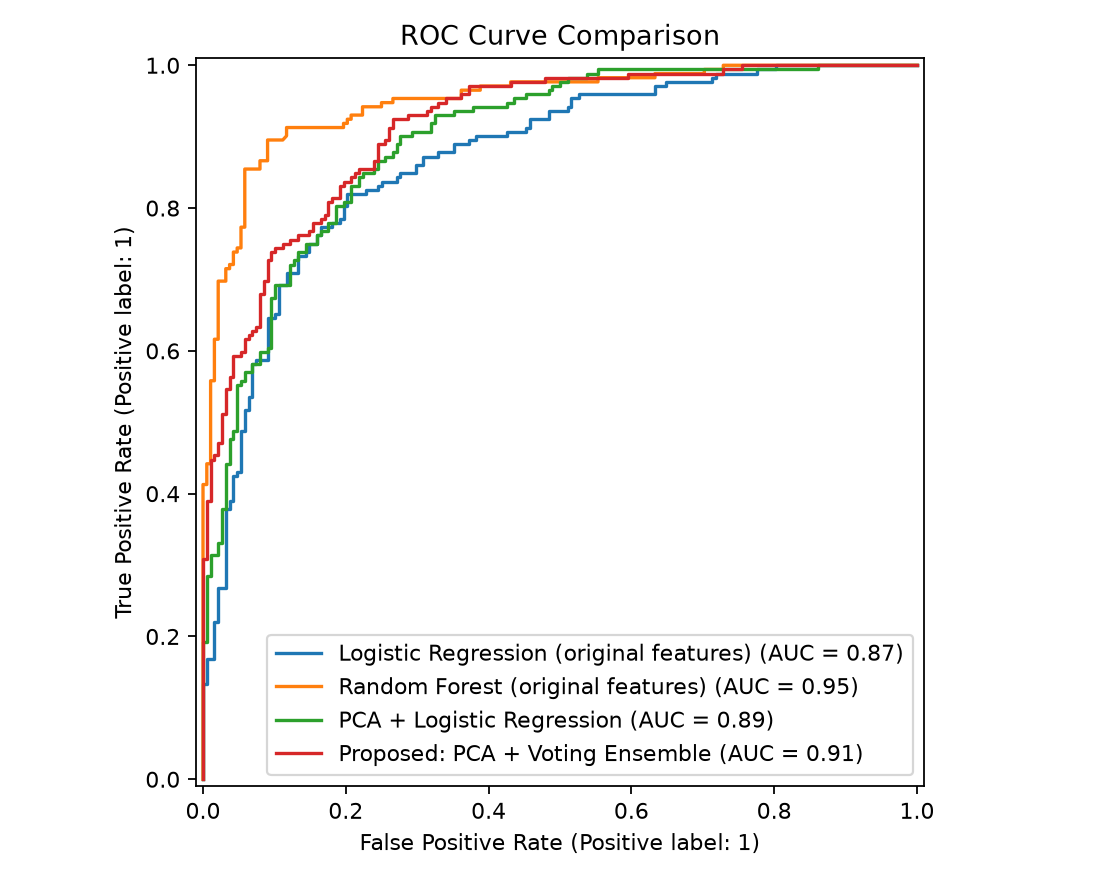 ROC Curve Comparison
1.0
0.8
0.6
0.4
0.2
0.0
True Positive Rate (Positive label: 1)
Logistic Regression (original features) (AUC = 0.87)
Random Forest (original features) (AUC = 0.95)
PCA + Logistic Regression (AUC = 0.89)
Proposed: PCA + Voting Ensemble (AUC = 0.91)
0.0 0.2 0.4 0.6 0.8 1.0
False Positive Rate (Positive label: 1)